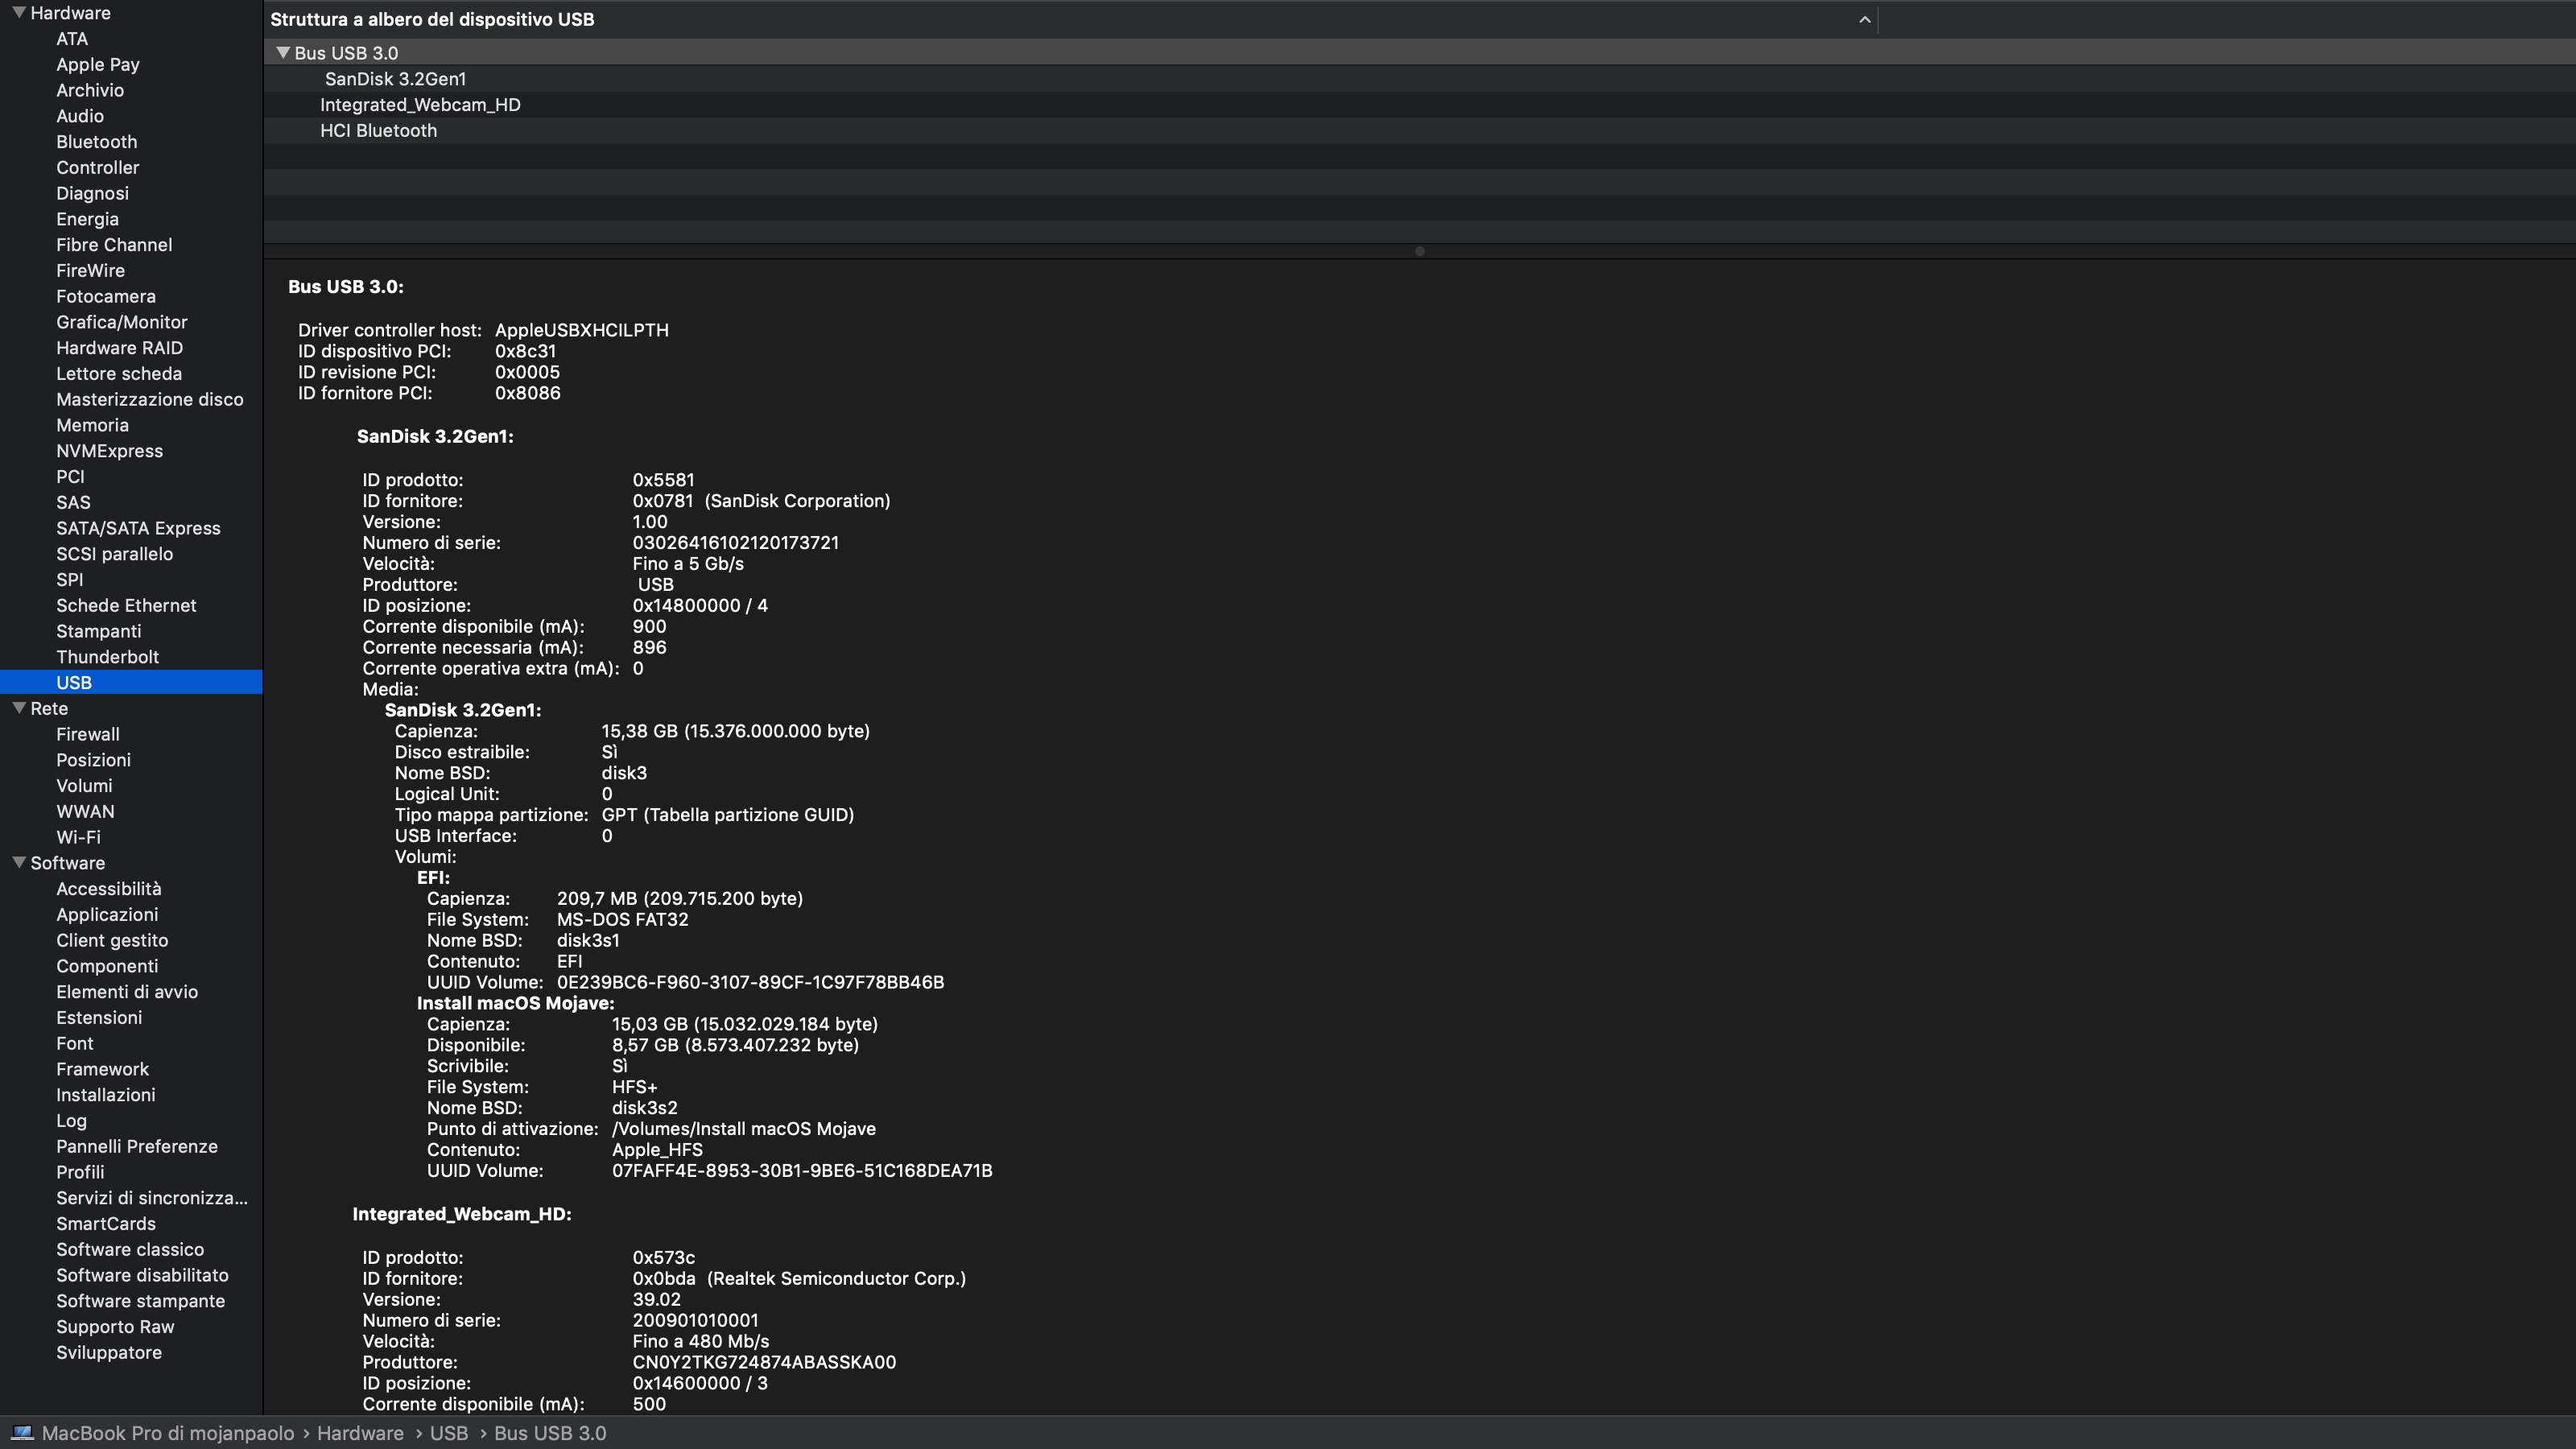 Hardware
ATA
Apple Pay
Archivio
Audio
Bluetooth
Controller
Diagnosi
Energia
Fibre Channel
FireWire
Fotocamera
Grafica/Monitor
Hardware RAID
Lettore scheda
Masterizzazione disco
Memoria
NVMExpress
PCI
SAS
SATA/SATA Express
SCSI parallelo
SPI
Schede Ethernet
Stampanti
Thunderbolt
USB
Rete
Firewall
Posizioni
Volumi
WWAN
Wi-Fi
Software
Accessibilità
Applicazioni
Client gestito
Componenti
Elementi di avvio
Estensioni
Font
Framework
Installazioni
Log
Pannelli Preferenze
Profili
Servizi di sincronizza...
SmartCards
Software classico
Software disabilitato
Software stampante
Supporto Raw
Sviluppatore
Struttura a albero del dispositivo USB
Bus USB 3.0
SanDisk 3.2Gen1
Integrated_Webcam_HD
HCI Bluetooth
Bus USB 3.0:
Driver controller host: AppleUSBXHCILPTH
ID dispositivo PCI: 0x8c31
ID revisione PCI: 0x0005
ID fornitore PCI: 0x8086
SanDisk 3.2Gen1:
ID prodotto: 0x5581
ID fornitore: 0x0781 (SanDisk Corporation)
Versione: 1.00
Numero di serie: 03026416102120173721
Velocità: Fino a 5 Gb/s
Produttore: USB
ID posizione: 0x14800000 / 4
Corrente disponibile (mA): 900
Corrente necessaria (mA): 896
Corrente operativa extra (mA): 0
Media:
SanDisk 3.2Gen1:
Capienza: 15,38 GB (15.376.000.000 byte)
Disco estraibile: Sì
Nome BSD: disk3
Logical Unit: 0
Tipo mappa partizione: GPT (Tabella partizione GUID)
USB Interface: 0
Volumi:
EFI:
Capienza: 209,7 MB (209.715.200 byte)
File System: MS-DOS FAT32
Nome BSD: disk3s1
Contenuto: EFI
UUID Volume: 0E239BC6-F960-3107-89CF-1C97F78BB46B
Install macOS Mojave:
Capienza: 15,03 GB (15.032.029.184 byte)
Disponibile: 8,57 GB (8.573.407.232 byte)
Scrivibile: Sì
File System: HFS+
Nome BSD: disk3s2
Punto di attivazione: /Volumes/Install macOS Mojave
Contenuto: Apple_HFS
UUID Volume: 07FAFF4E-8953-30B1-9BE6-51C168DEA71B
Integrated_Webcam_HD:
ID prodotto: 0x573c
ID fornitore: 0x0bda (Realtek Semiconductor Corp.)
Versione: 39.02
Numero di serie: 200901010001
Velocità: Fino a 480 Mb/s
Produttore: CN0Y2TKG724874ABASSKA00
ID posizione: 0x14600000 / 3
Corrente disponibile (mA): 500
MacBook Pro di mojanpaolo › Hardware › USB › Bus USB 3.0